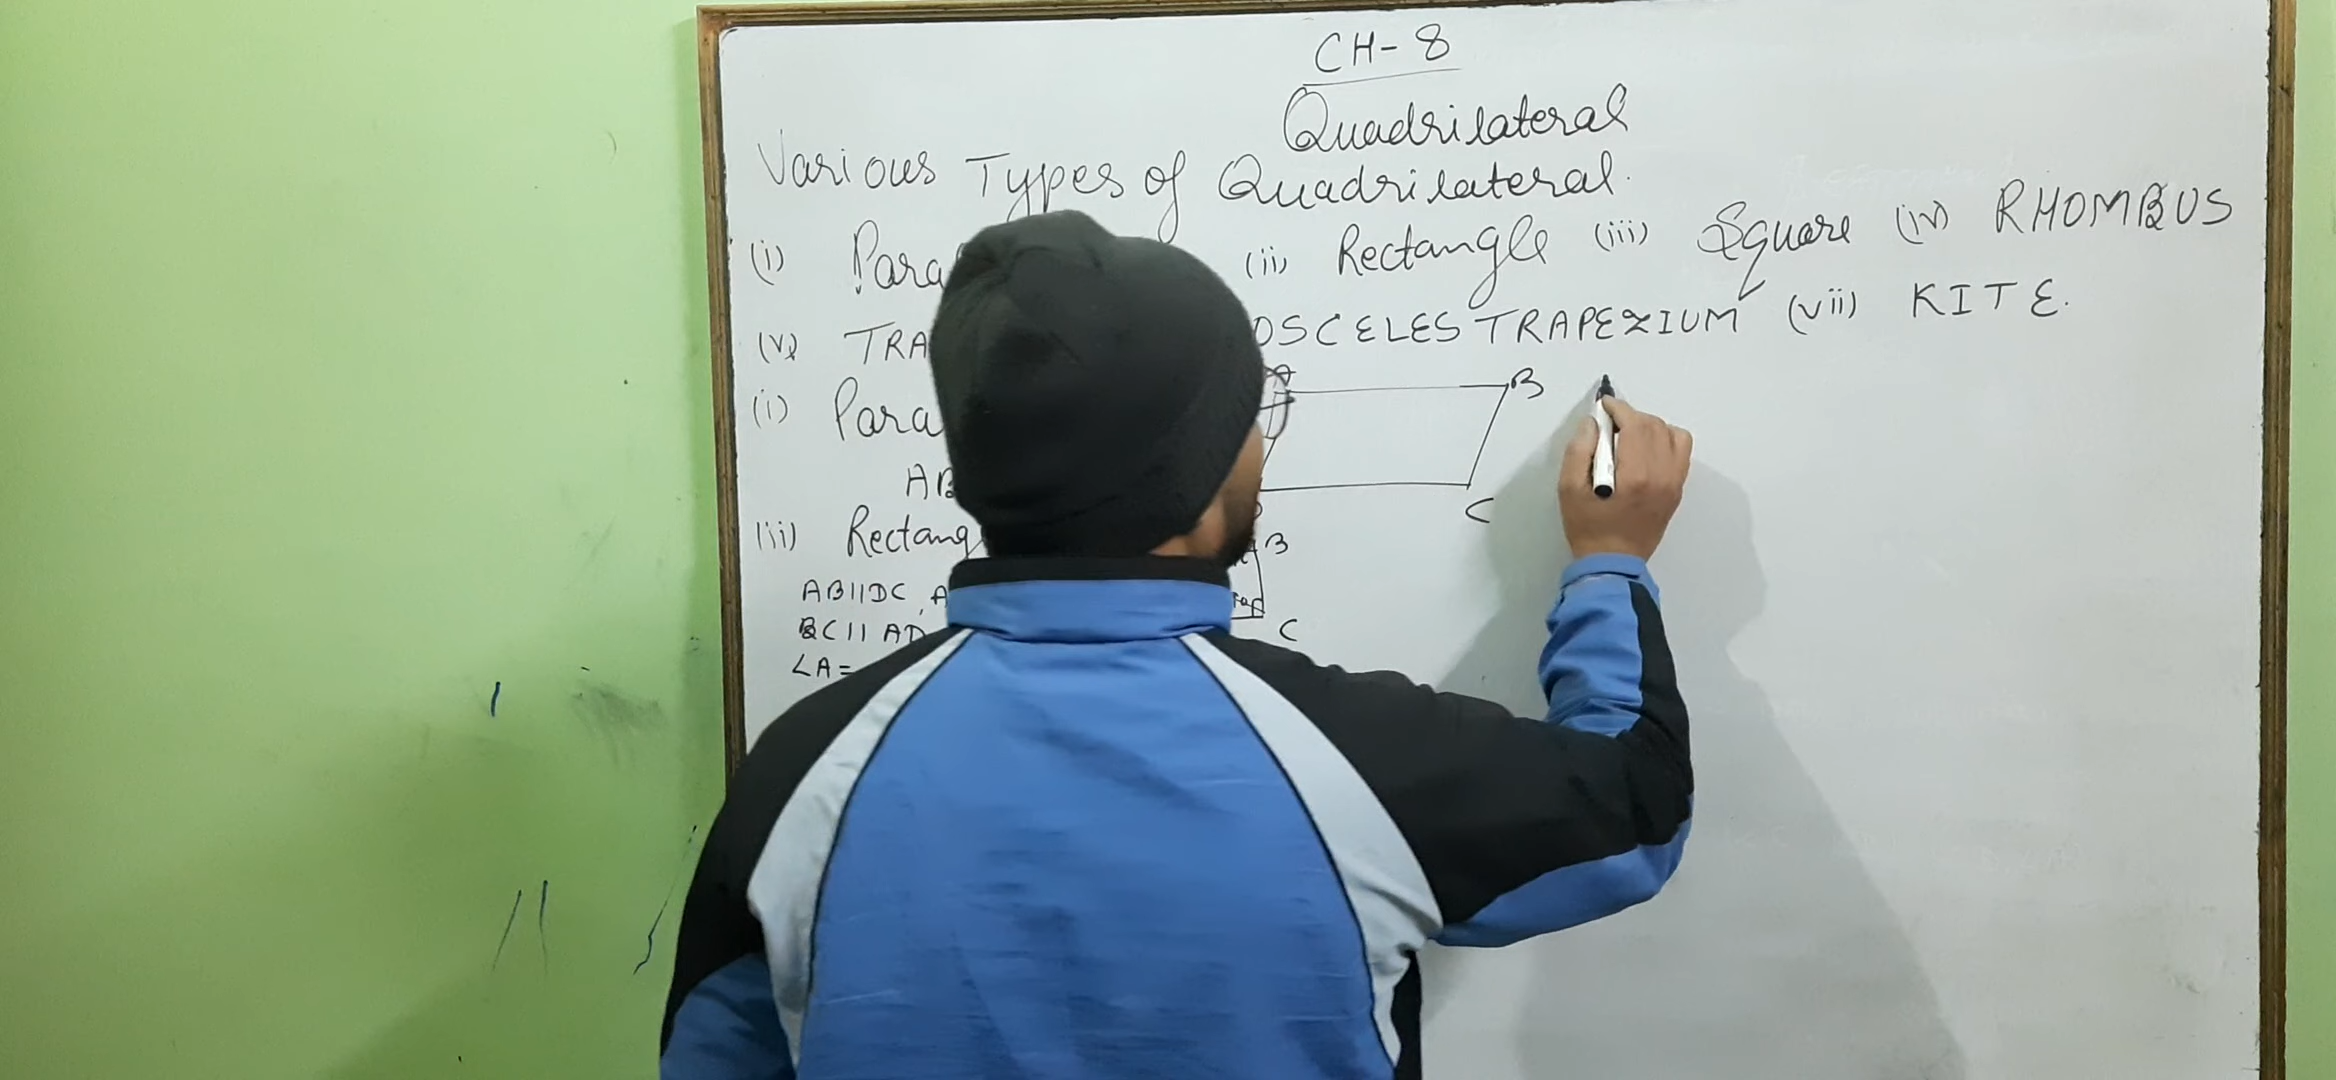 CH-8
Quadrilateral
Various Types of Quadrilateral.
(i) Para (ii) Rectangle (iii) Square (iv) RHOMBUS
(v) TRA OSCELES TRAPEZIUM (vii) KITE.
(i) Para
A B
AB
C
(ii) Rectang
B
AB||DC, A
BC|| AD
C
∠A=